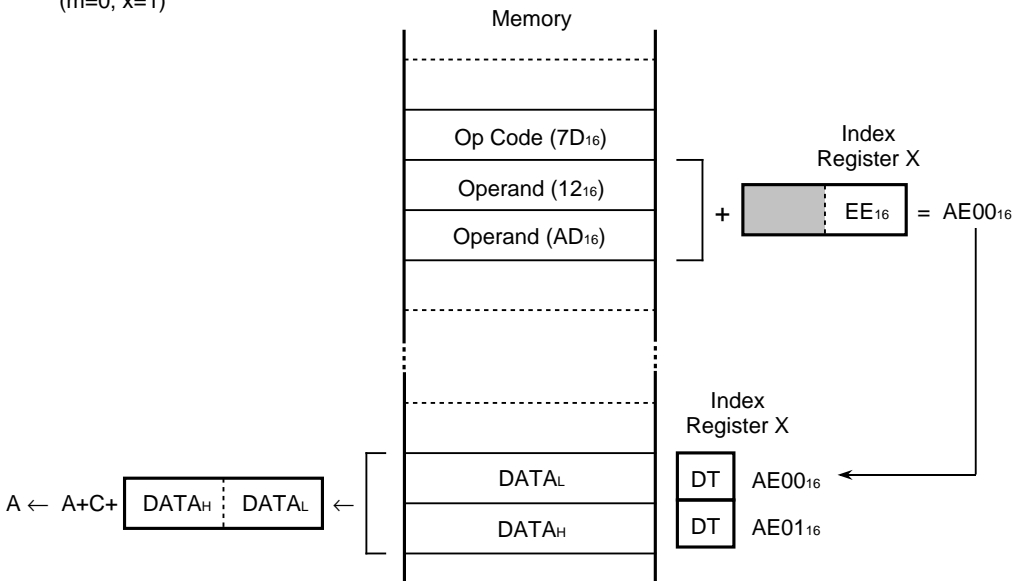 (m=0, x=1)
Memory
Op Code (7D16)
Operand (1216)
Operand (AD16)
Index
Register X
+
EE16
= AE0016
Index
Register X
DATAL
DT
AE0016
A ← A+C+
DATAH
DATAL
←
DATAH
DT
AE0116